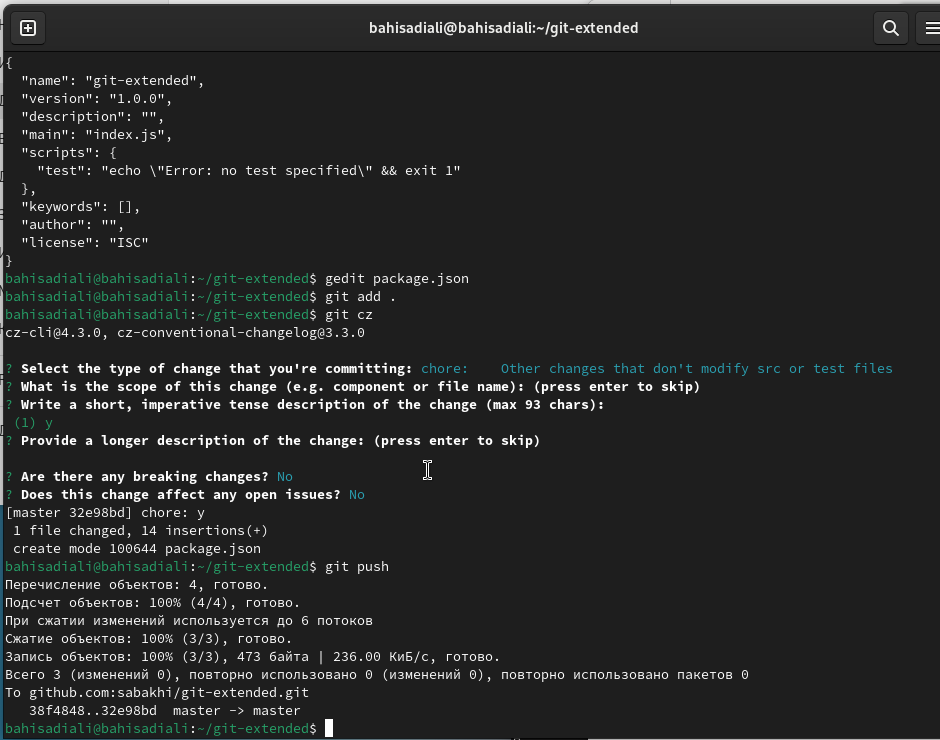 bahisadiali@bahisadiali:~/git-extended
{
  "name": "git-extended",
  "version": "1.0.0",
  "description": "",
  "main": "index.js",
  "scripts": {
    "test": "echo \"Error: no test specified\" && exit 1"
  },
  "keywords": [],
  "author": "",
  "license": "ISC"
}
bahisadiali@bahisadiali:~/git-extended$ gedit package.json
bahisadiali@bahisadiali:~/git-extended$ git add .
bahisadiali@bahisadiali:~/git-extended$ git cz
cz-cli@4.3.0, cz-conventional-changelog@3.3.0

? Select the type of change that you're committing: chore:    Other changes that don't modify src or test files
? What is the scope of this change (e.g. component or file name): (press enter to skip)
? Write a short, imperative tense description of the change (max 93 chars):
 (1) y
? Provide a longer description of the change: (press enter to skip)

? Are there any breaking changes? No
? Does this change affect any open issues? No
[master 32e98bd] chore: y
 1 file changed, 14 insertions(+)
 create mode 100644 package.json
bahisadiali@bahisadiali:~/git-extended$ git push
Перечисление объектов: 4, готово.
Подсчет объектов: 100% (4/4), готово.
При сжатии изменений используется до 6 потоков
Сжатие объектов: 100% (3/3), готово.
Запись объектов: 100% (3/3), 473 байта | 236.00 КиБ/с, готово.
Всего 3 (изменений 0), повторно использовано 0 (изменений 0), повторно использовано пакетов 0
To github.com:sabakhi/git-extended.git
   38f4848..32e98bd  master -> master
bahisadiali@bahisadiali:~/git-extended$